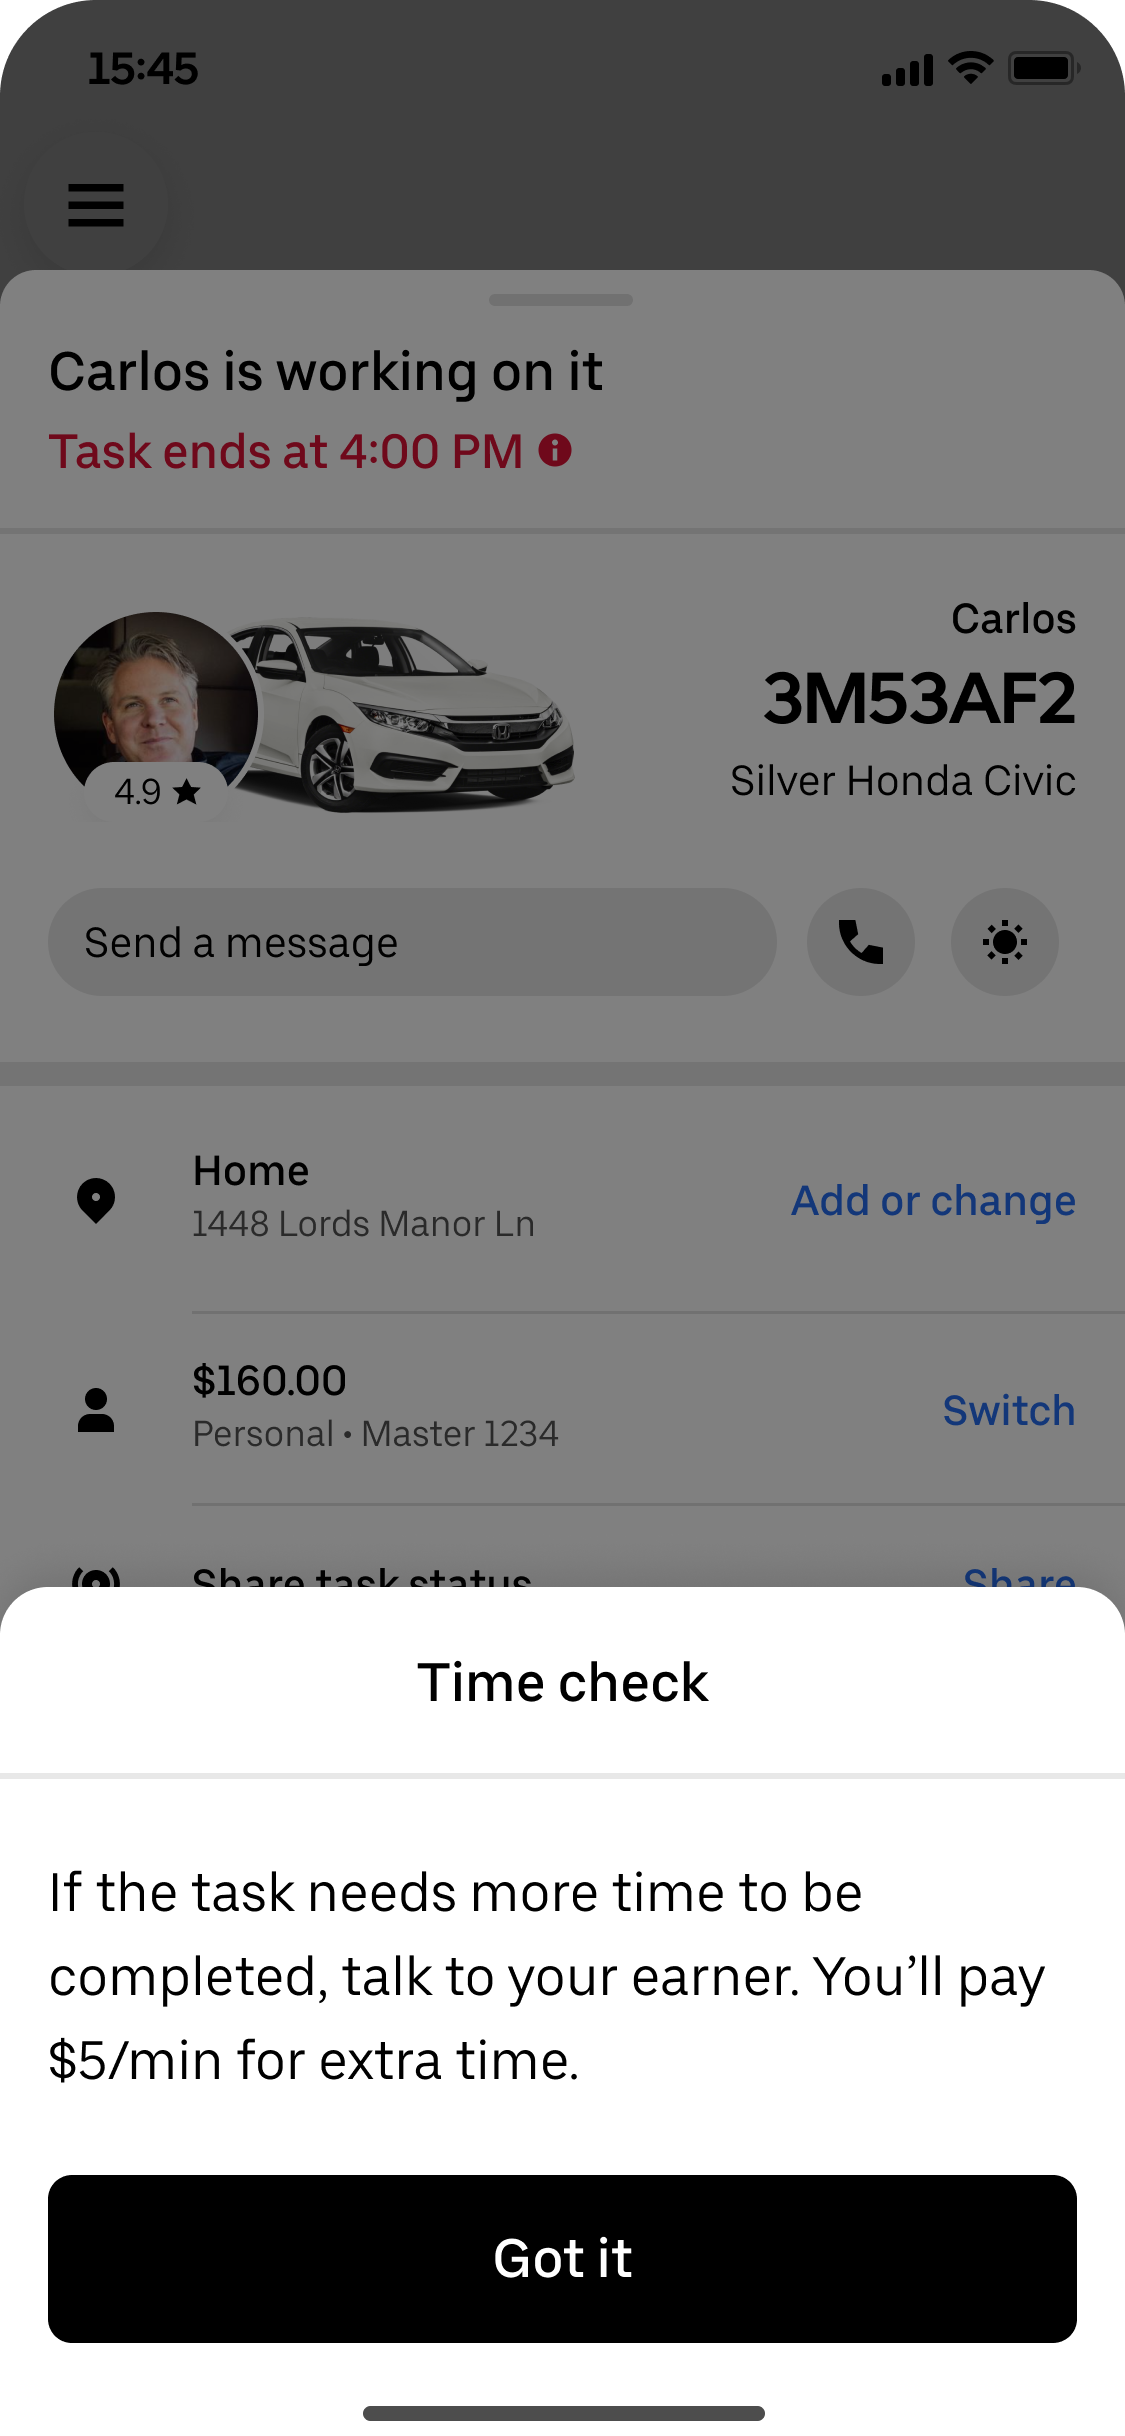 15:45
Carlos is working on it
Task ends at 4:00 PM
Carlos
3M53AF2
4.9 ★
Silver Honda Civic
Send a message
Home
1448 Lords Manor Ln
Add or change
$160.00
Personal • Master 1234
Switch
Share task status
Share
Time check
If the task needs more time to be
completed, talk to your earner. You’ll pay
$5/min for extra time.
Got it